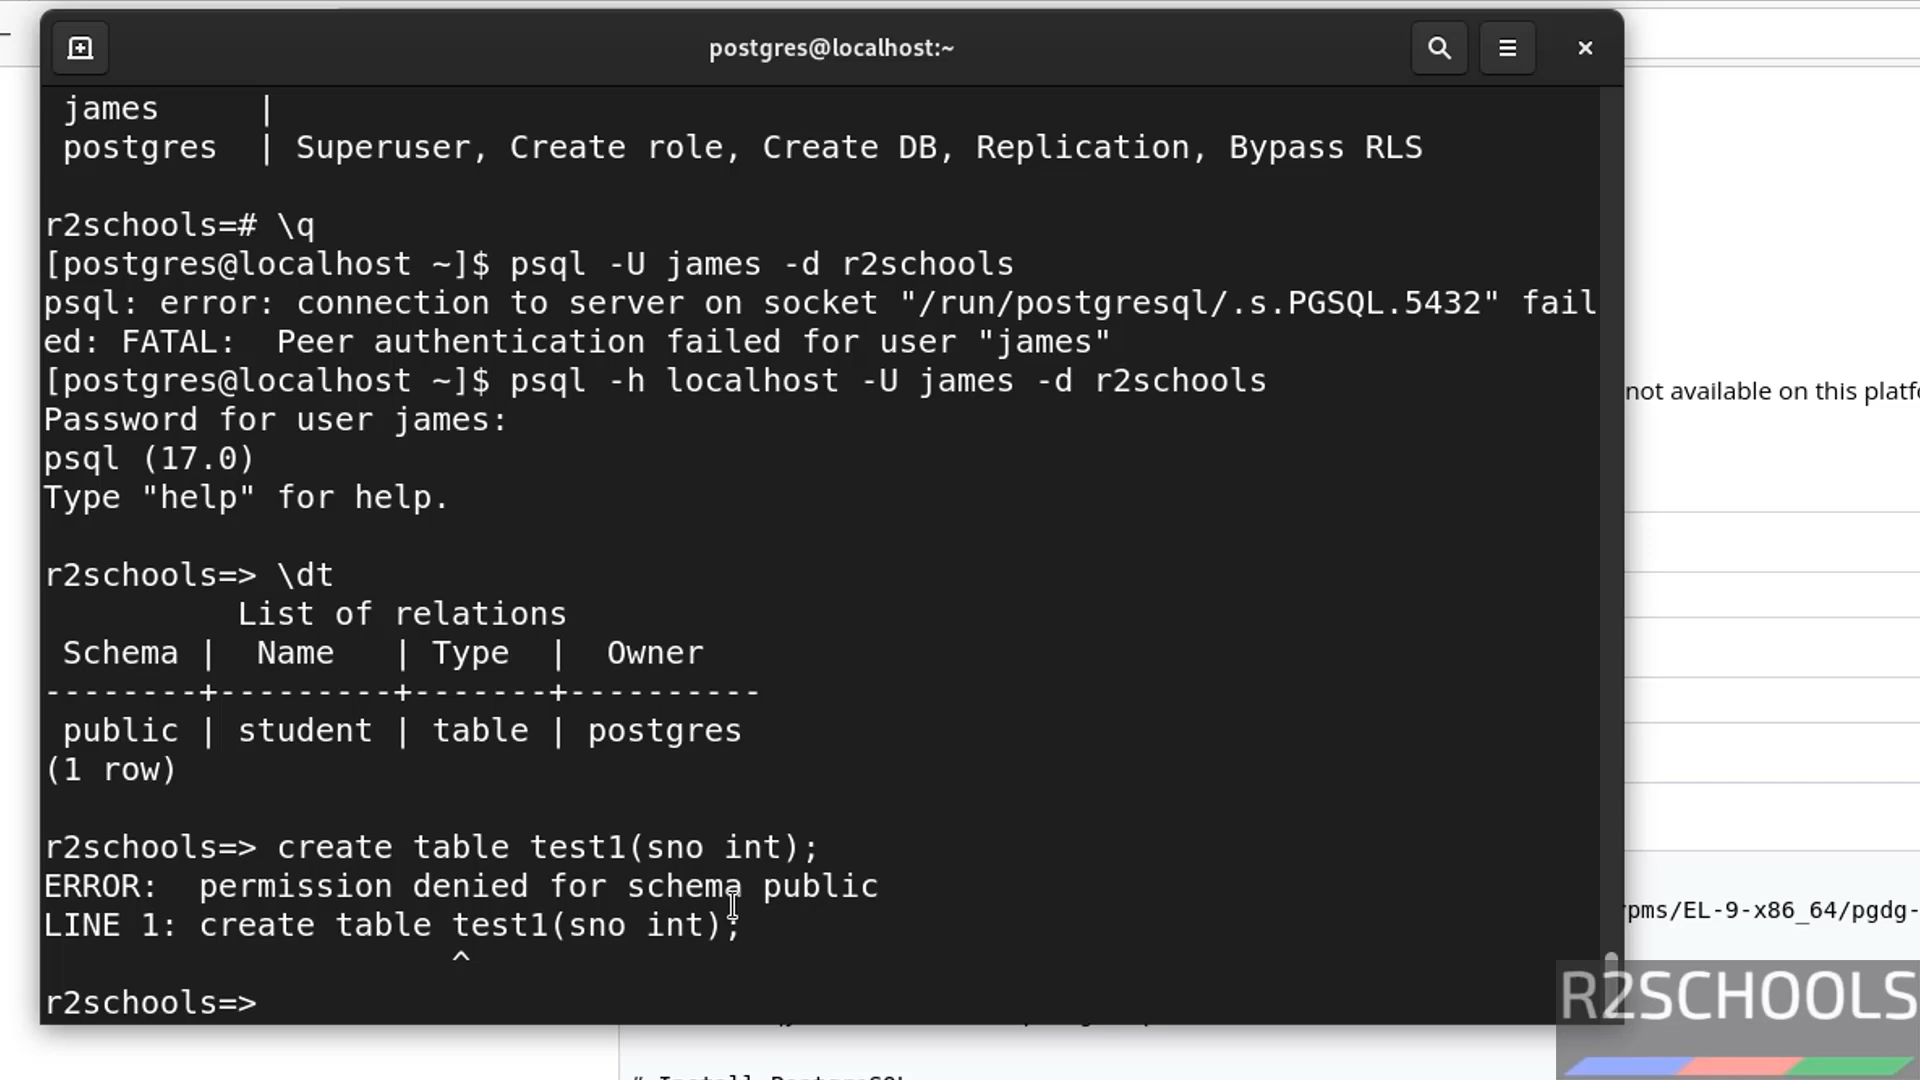 postgres@localhost:~
james |
postgres | Superuser, Create role, Create DB, Replication, Bypass RLS
r2schools=# \q
[postgres@localhost ~]$ psql -U james -d r2schools
psql: error: connection to server on socket "/run/postgresql/.s.PGSQL.5432" fail
ed: FATAL:  Peer authentication failed for user "james"
[postgres@localhost ~]$ psql -h localhost -U james -d r2schools
Password for user james:
psql (17.0)
Type "help" for help.
r2schools=> \dt
List of relations
Schema | Name | Type | Owner
--------+---------+-------+----------
public | student | table | postgres
(1 row)
r2schools=> create table test1(sno int);
ERROR:  permission denied for schema public
LINE 1: create table test1(sno int);
^
r2schools=>
not available on this platf
rpms/EL-9-x86_64/pgdg-
R2SCHOOLS
# Install PostgreSQL